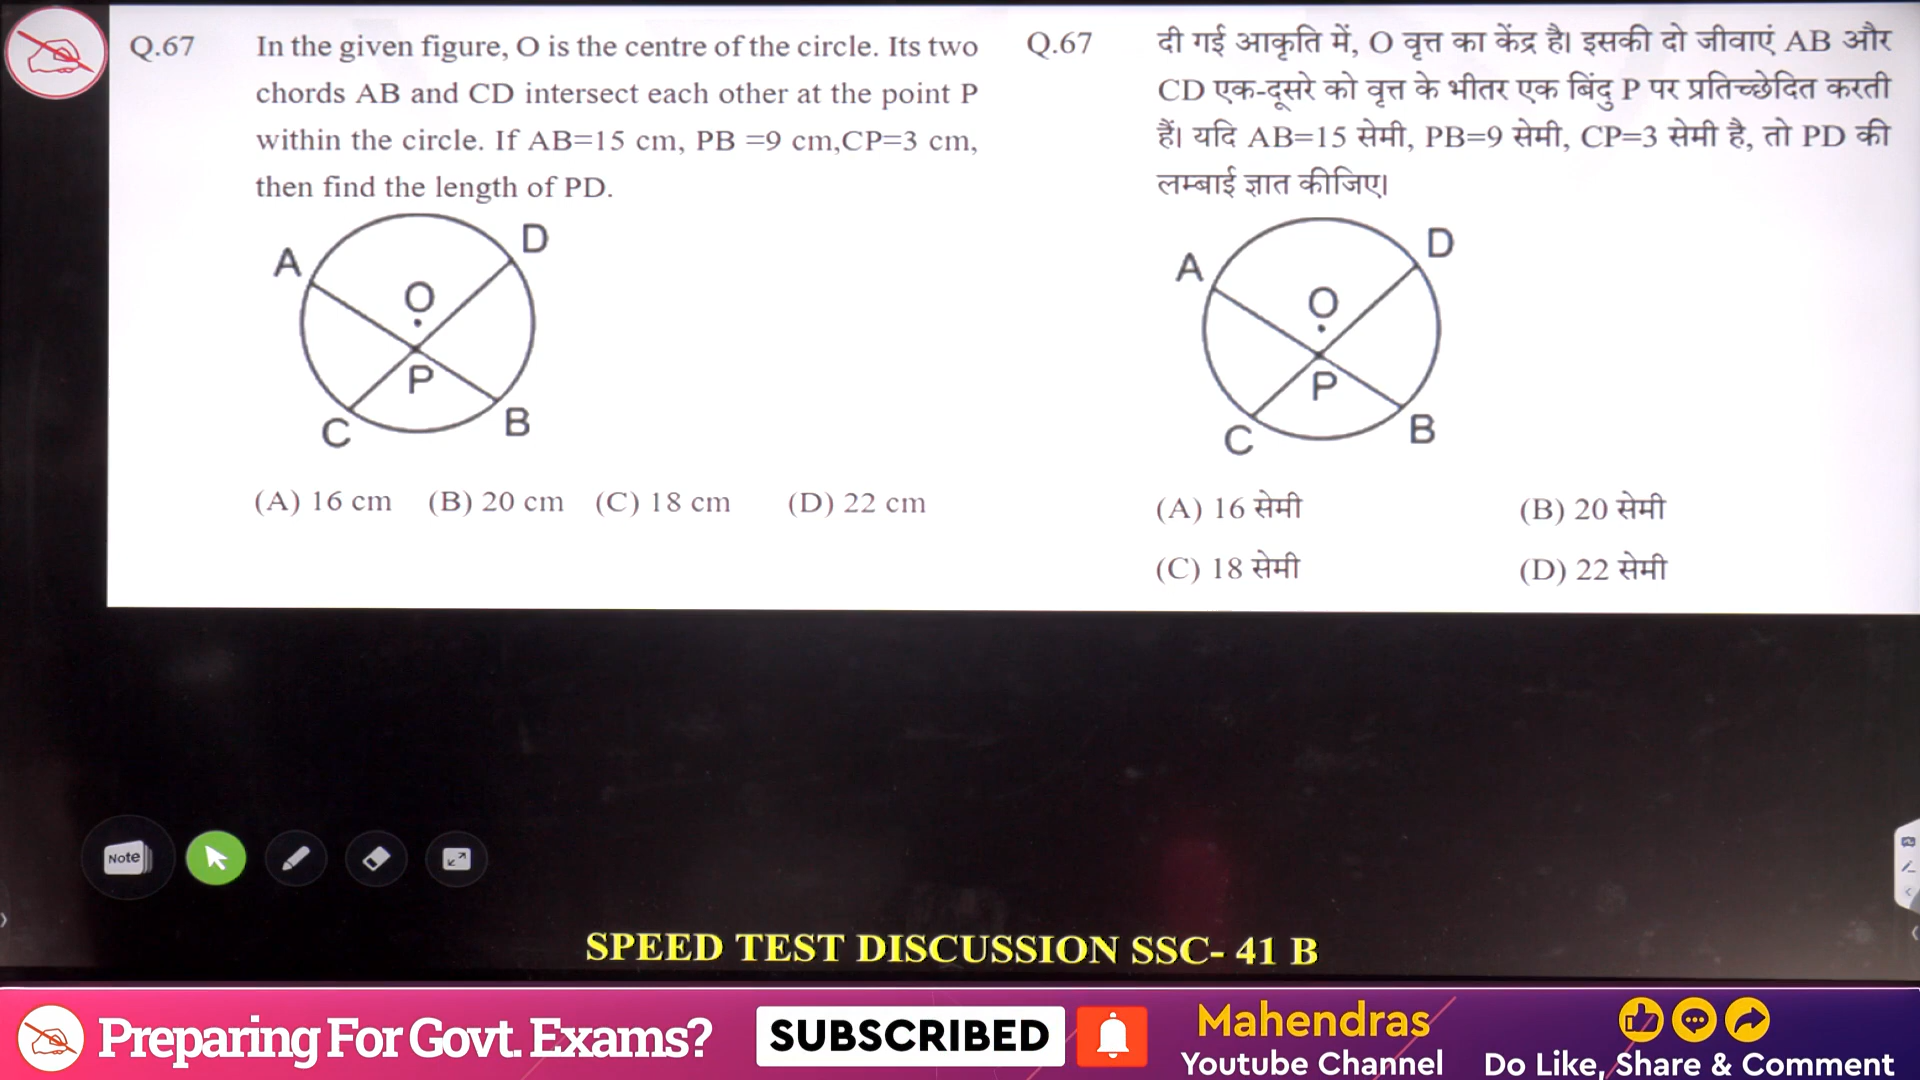 Q.67
In the given figure, O is the centre of the circle. Its two
chords AB and CD intersect each other at the point P
within the circle. If AB=15 cm, PB =9 cm,CP=3 cm,
then find the length of PD.
A
D
O
P
C
B
(A) 16 cm (B) 20 cm (C) 18 cm (D) 22 cm
Q.67
दी गई आकृति में, O वृत्त का केंद्र है। इसकी दो जीवाएं AB और
CD एक-दूसरे को वृत्त के भीतर एक बिंदु P पर प्रतिच्छेदित करती
हैं। यदि AB=15 सेमी, PB=9 सेमी, CP=3 सेमी है, तो PD की
लम्बाई ज्ञात कीजिए।
A
D
O
P
C
B
(A) 16 सेमी (B) 20 सेमी
(C) 18 सेमी (D) 22 सेमी
Note
SPEED TEST DISCUSSION SSC- 41 B
Preparing For Govt. Exams?
SUBSCRIBED
Mahendras
Youtube Channel
Do Like, Share & Comment